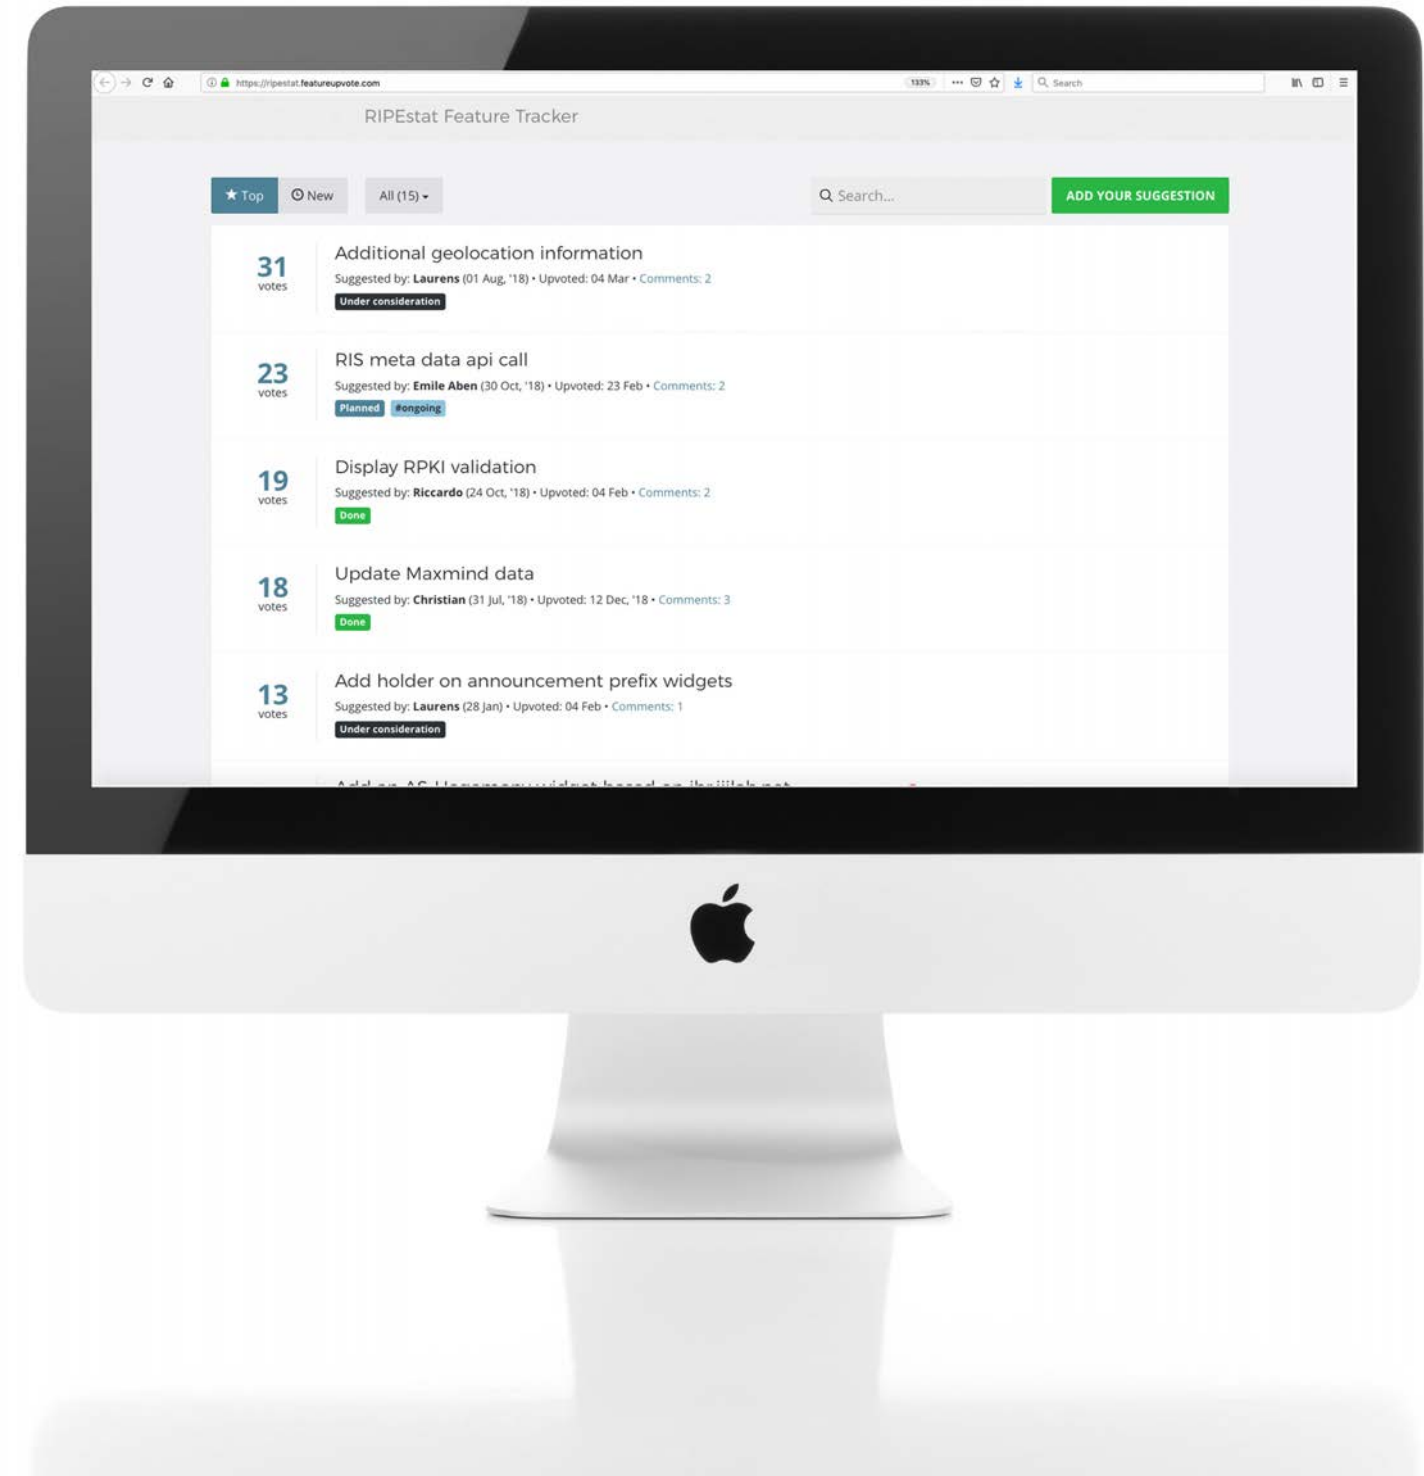 https://ripestat.featureupvote.com
133%
Search
RIPEstat Feature Tracker
Top
New
All (15)
Search...
ADD YOUR SUGGESTION
31
votes
Additional geolocation information
Suggested by: Laurens (01 Aug, '18) • Upvoted: 04 Mar • Comments: 2
Under consideration
23
votes
RIS meta data api call
Suggested by: Emile Aben (30 Oct, '18) • Upvoted: 23 Feb • Comments: 2
Planned #ongoing
19
votes
Display RPKI validation
Suggested by: Riccardo (24 Oct, '18) • Upvoted: 04 Feb • Comments: 2
Done
18
votes
Update Maxmind data
Suggested by: Christian (31 Jul, '18) • Upvoted: 12 Dec, '18 • Comments: 3
Done
13
votes
Add holder on announcement prefix widgets
Suggested by: Laurens (28 Jan) • Upvoted: 04 Feb • Comments: 1
Under consideration